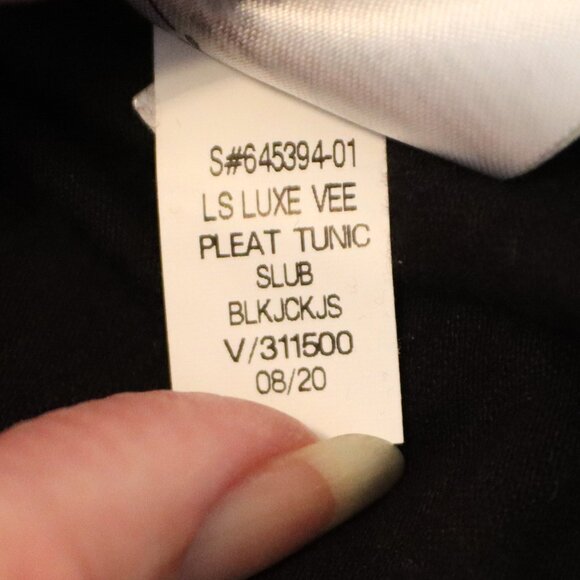 S#645394-01
LS LUXE VEE
PLEAT TUNIC
SLUB
BLKJCKJS
V/311500
08/20